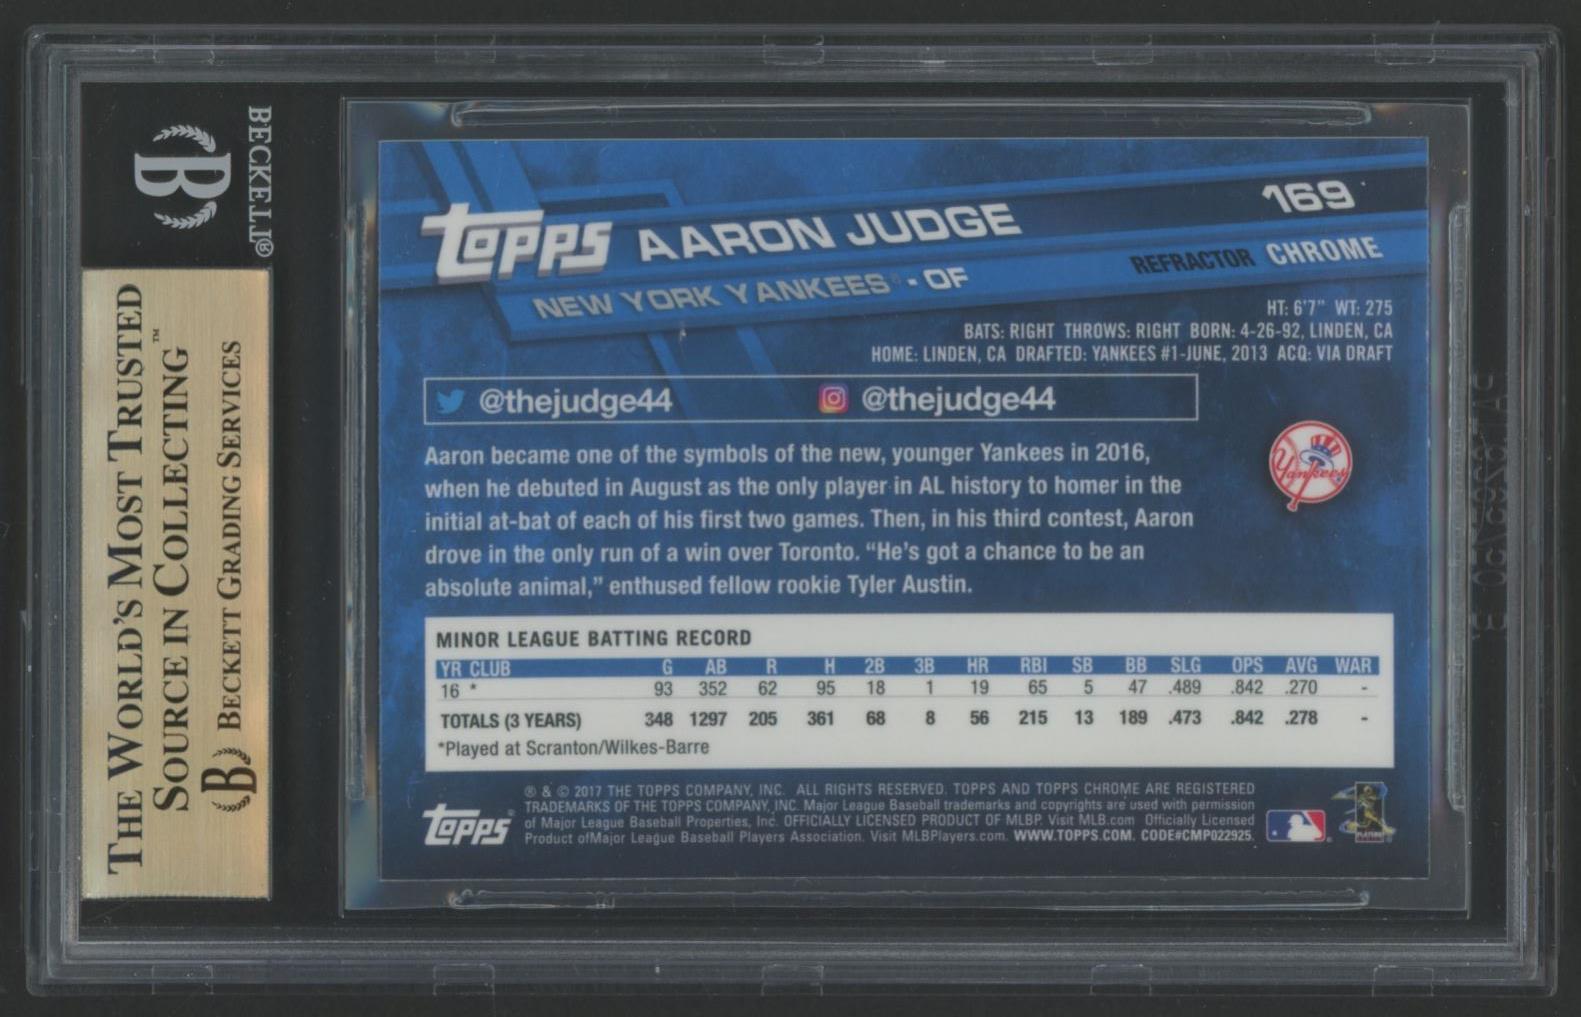 BECKETT®
B
THE WORLD'S MOST TRUSTED
SOURCE IN COLLECTING™
B BECKETT GRADING SERVICES
169
TOPPS AARON JUDGE
REFRACTOR CHROME
NEW YORK YANKEES® - OF
HT: 6'7" WT: 275
BATS: RIGHT THROWS: RIGHT BORN: 4-26-92, LINDEN, CA
HOME: LINDEN, CA DRAFTED: YANKEES #1-JUNE, 2013 ACQ: VIA DRAFT
@thejudge44 @thejudge44
Aaron became one of the symbols of the new, younger Yankees in 2016,
when he debuted in August as the only player in AL history to homer in the
initial at-bat of each of his first two games. Then, in his third contest, Aaron
drove in the only run of a win over Toronto. “He's got a chance to be an
absolute animal,” enthused fellow rookie Tyler Austin.
Yankees
MINOR LEAGUE BATTING RECORD
YR CLUB G AB R H 2B 3B HR RBI SB BB SLG OPS AVG WAR
16 * 93 352 62 95 18 1 19 65 5 47 .489 .842 .270 -
TOTALS (3 YEARS) 348 1297 205 361 68 8 56 215 13 189 .473 .842 .278 -
*Played at Scranton/Wilkes-Barre
TOPPS®
® & © 2017 THE TOPPS COMPANY, INC. ALL RIGHTS RESERVED. TOPPS AND TOPPS CHROME ARE REGISTERED
TRADEMARKS OF THE TOPPS COMPANY, INC. Major League Baseball trademarks and copyrights are used with permission
of Major League Baseball Properties, Inc. OFFICIALLY LICENSED PRODUCT OF MLBP. Visit MLB.com Officially Licensed
Product ofMajor League Baseball Players Association. Visit MLBPlayers.com. WWW.TOPPS.COM. CODE#CMP022925.